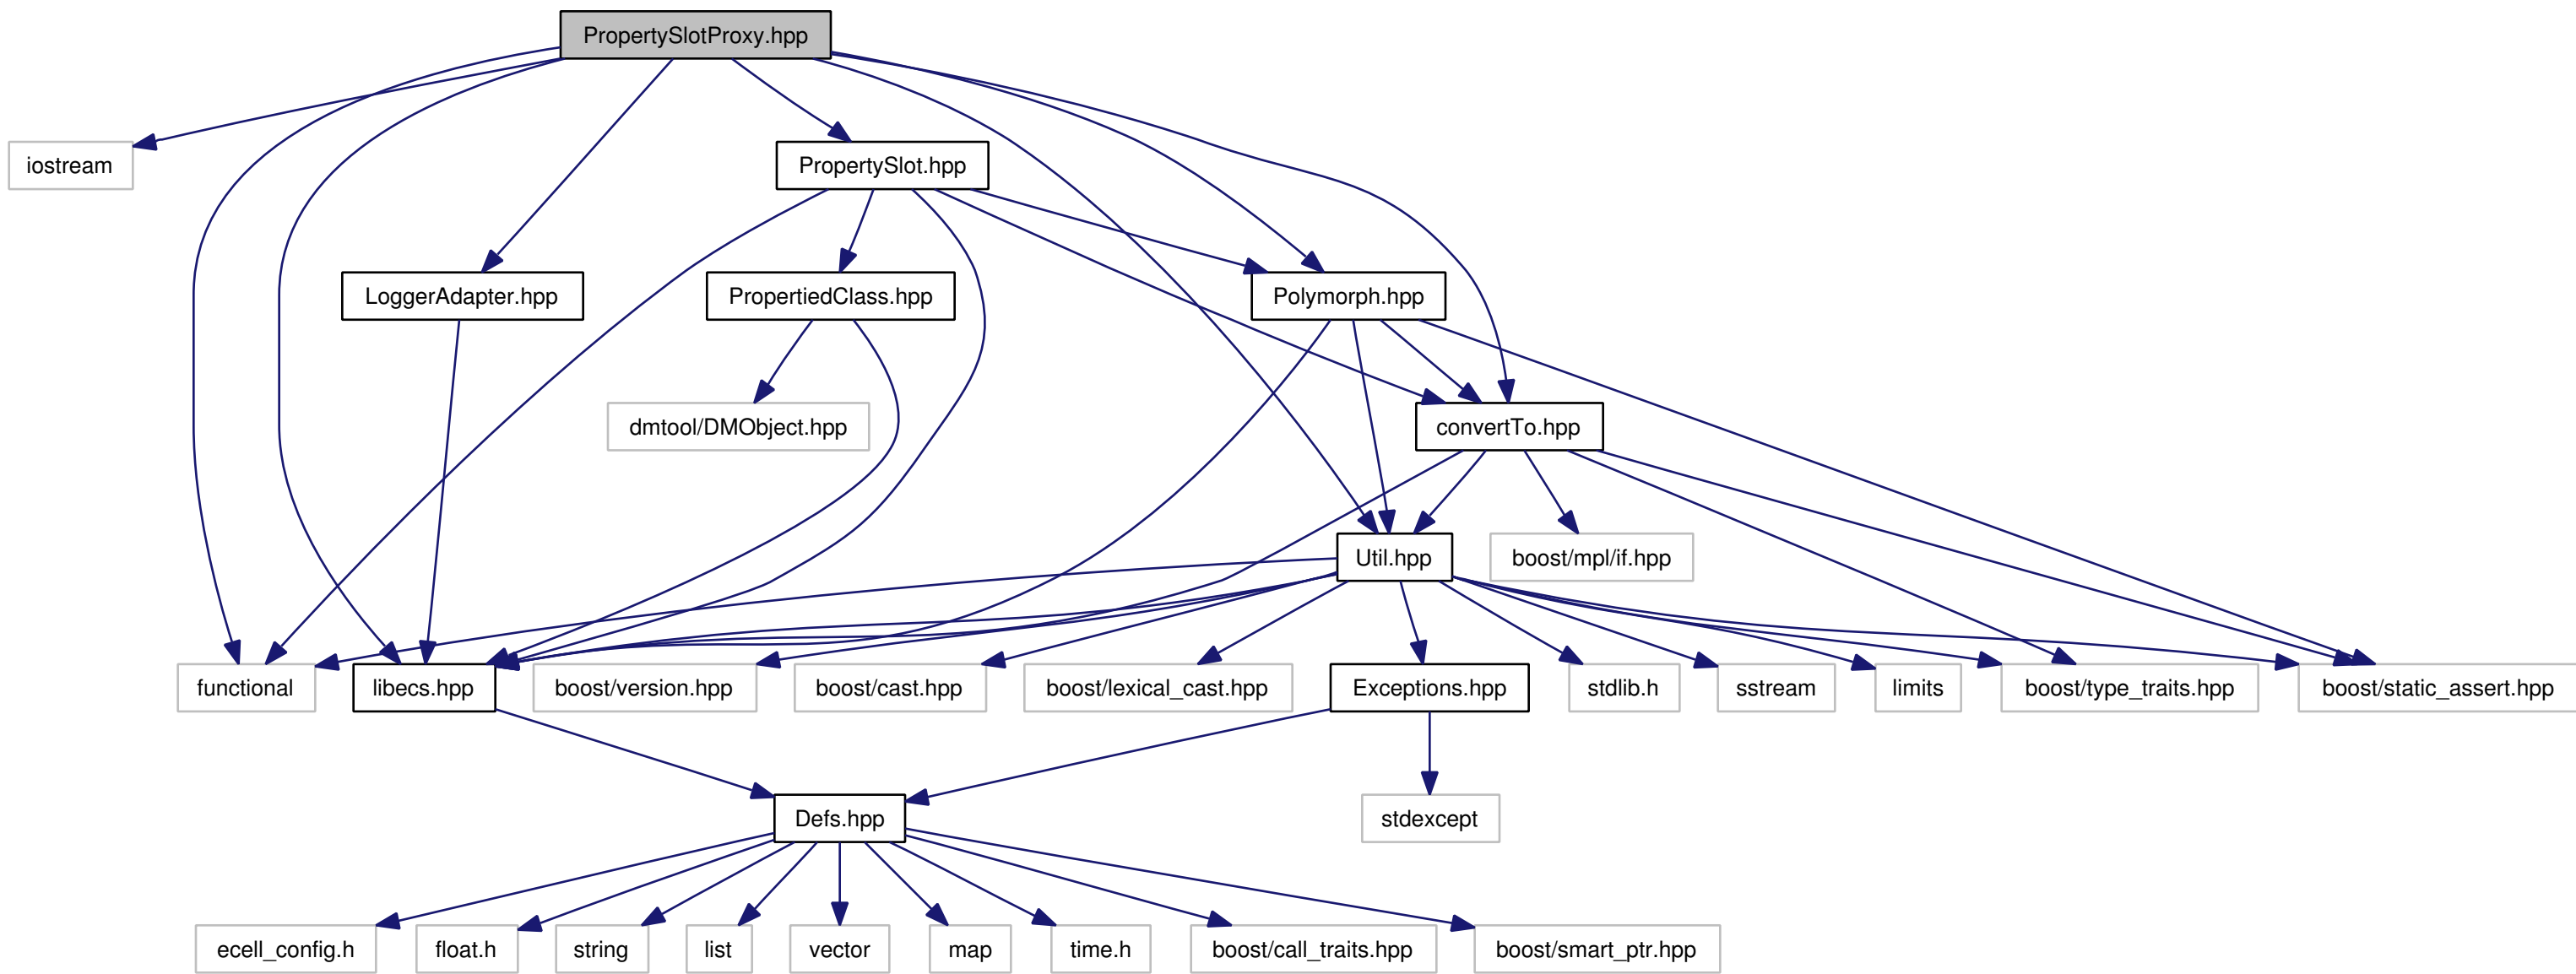 PropertySlotProxy.hpp
iostream
PropertySlot.hpp
LoggerAdapter.hpp
PropertiedClass.hpp
Polymorph.hpp
dmtool/DMObject.hpp
convertTo.hpp
Util.hpp
boost/mpl/if.hpp
functional
libecs.hpp
boost/version.hpp
boost/cast.hpp
boost/lexical_cast.hpp
Exceptions.hpp
stdlib.h
sstream
limits
boost/type_traits.hpp
boost/static_assert.hpp
Defs.hpp
stdexcept
ecell_config.h
float.h
string
list
vector
map
time.h
boost/call_traits.hpp
boost/smart_ptr.hpp